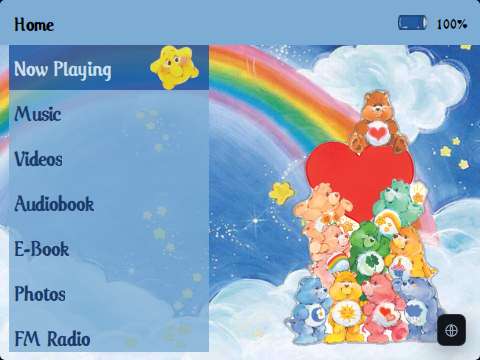 Home
100%
Now Playing
Music
Videos
Audiobook
E-Book
Photos
FM Radio